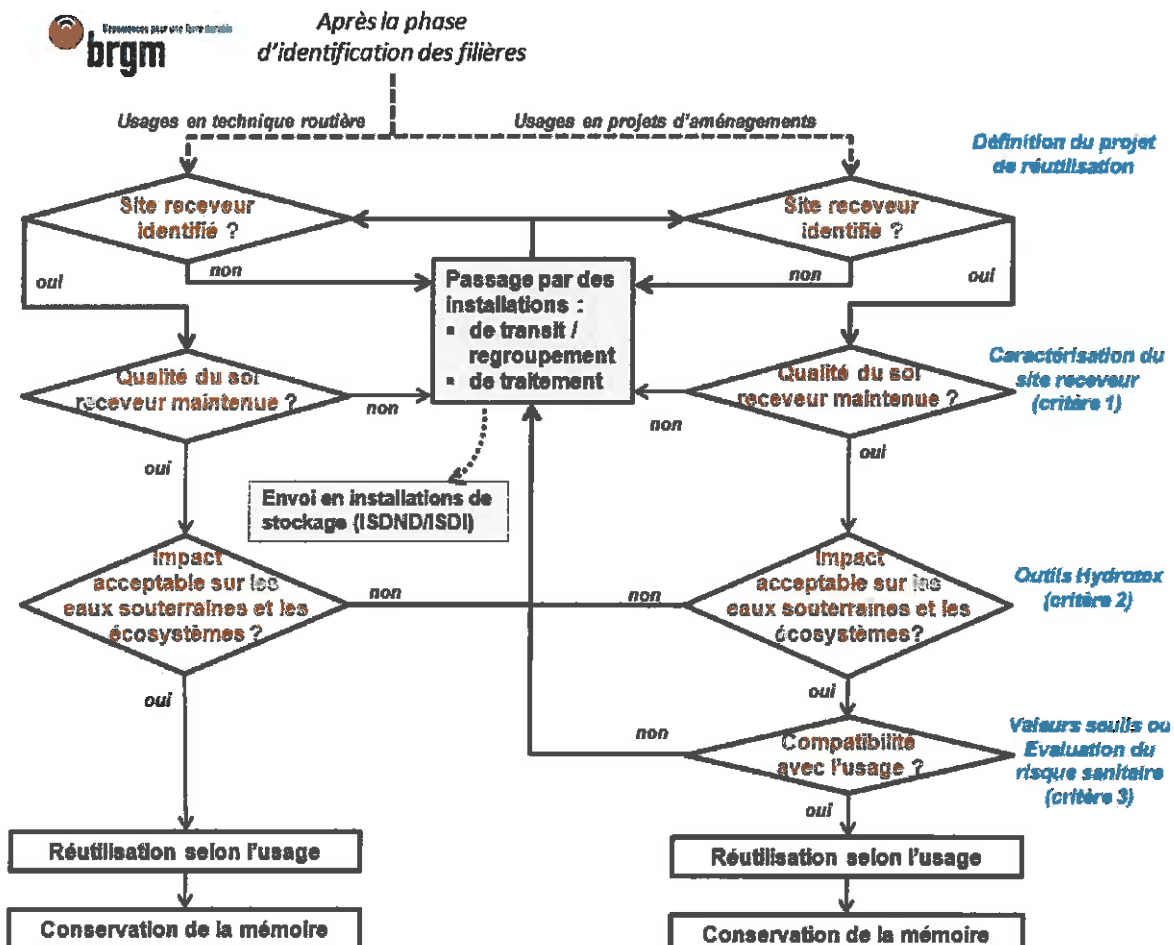 Géosciences pour une Terre durable
brgm
Après la phase
d'identification des filières
Usages en technique routière
Usages en projets d'aménagements
Définition du projet
de réutilisation
Site receveur
identifié ?
Site receveur
identifié ?
oui
non
non
oui
Passage par des
installations :
▪ de transit /
regroupement
▪ de traitement
Qualité du sol
receveur maintenue ?
Qualité du sol
receveur maintenue ?
Caractérisation du
site receveur
(critère 1)
non
non
oui
oui
Envoi en installations de
stockage (ISDND/ISDI)
Impact
acceptable sur les
eaux souterraines et les
écosystèmes ?
non
non
Impact
acceptable sur les
eaux souterraines et les
écosystèmes?
Outils Hydrotex
(critère 2)
oui
oui
non
Compatibilité
avec l'usage ?
Valeurs seuils ou
Evaluation du
risque sanitaire
(critère 3)
oui
Réutilisation selon l'usage
Réutilisation selon l'usage
Conservation de la mémoire
Conservation de la mémoire